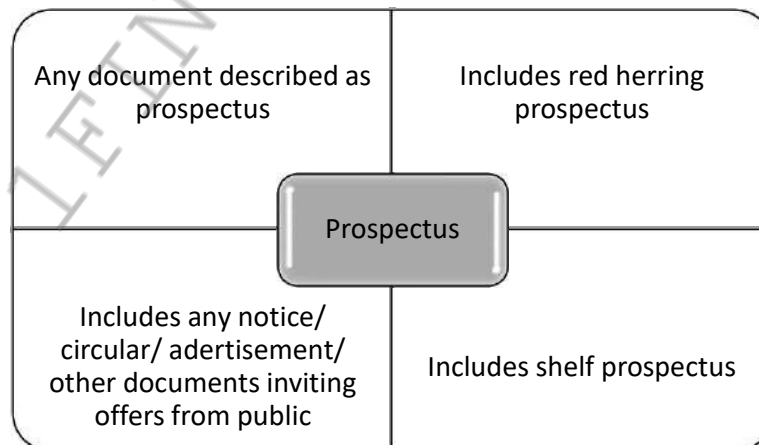 Any document described as
prospectus
Includes red herring
prospectus
Prospectus
Includes any notice/
circular/ adertisement/
other documents inviting
offers from public
Includes shelf prospectus